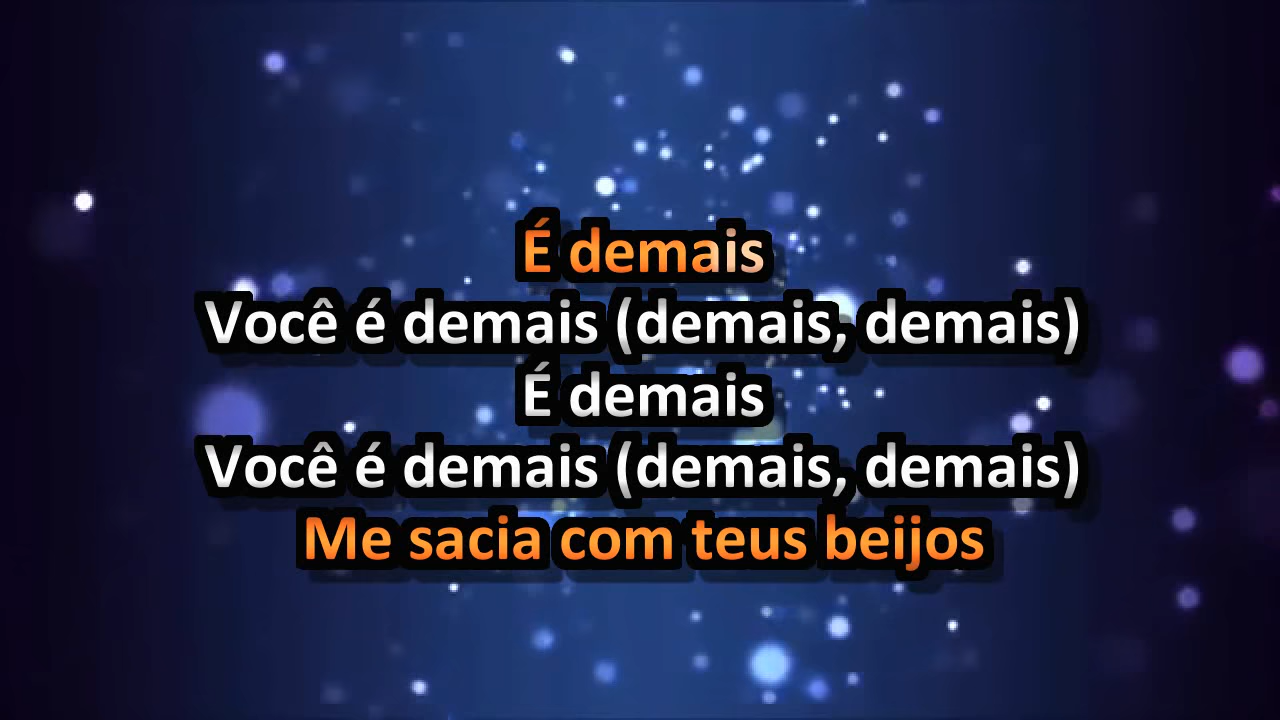 É demais
Você é demais (demais, demais)
É demais
Você é demais (demais, demais)
Me sacia com teus beijos